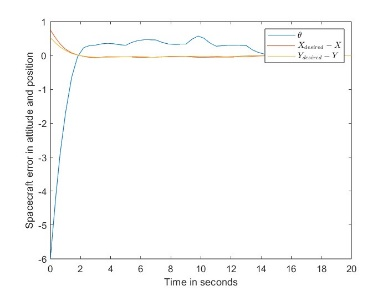 1
0
-1
-2
-3
-4
-5
-6
0 2 4 6 8 10 12 14 16 18 20
Spacecraft error in attitude and position
Time in seconds
θ
X_desired − X
Y_desired − Y